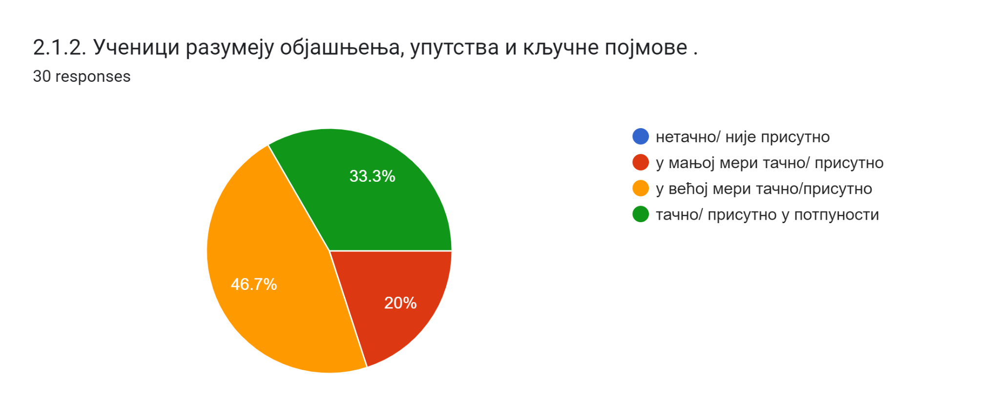 2.1.2. Ученици разумеју објашњења, упутства и кључне појмове .
30 responses
33.3%
46.7%
20%
нетачно/ није присутно
у мањој мери тачно/ присутно
у већој мери тачно/присутно
тачно/ присутно у потпуности